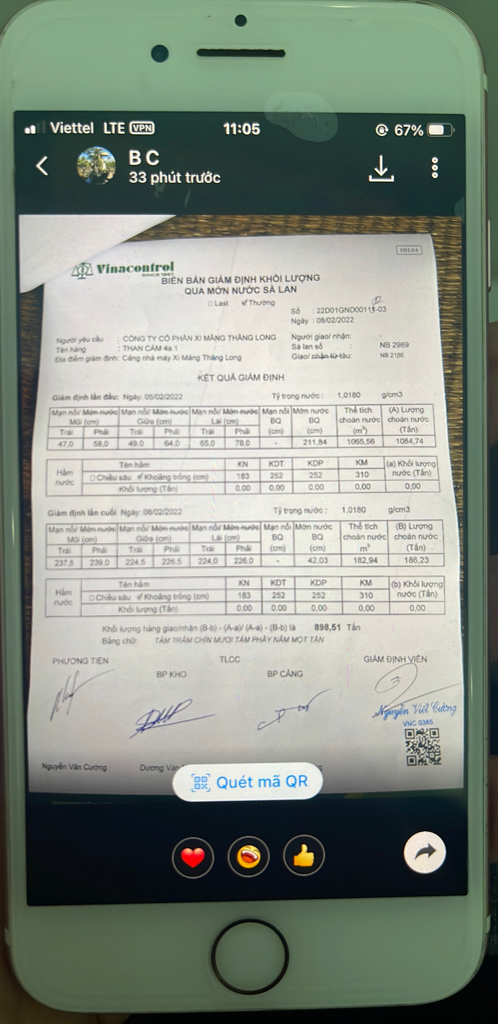 Viettel LTE VPN 11:05 67%
B C
33 phút trước
Vinacontrol
BIÊN BẢN GIÁM ĐỊNH KHỐI LƯỢNG
QUA MỚN NƯỚC SÀ LAN
Last Thường
Ngày : 08/02/2022
Người yêu cầu : CÔNG TY CỔ PHẦN XI MĂNG THĂNG LONG
Người giao/ nhận:
Tên hàng : THAN CÁM 4a.1
Sà lan số : NB 2989
Địa điểm giám định: Cảng nhà máy Xi Măng Thăng Long
Giao/ nhận từ tàu: NB 2186
KẾT QUẢ GIÁM ĐỊNH
Giám định lần đầu: Ngày: 05/02/2022 Tỷ trọng nước : 1,0180 g/cm3
Mạn nổi/ Mớn nước Mũi (cm) Mạn nổi/ Mớn nước Giữa (cm) Mạn nổi/ Mớn nước Lái (cm) Mạn nổi BQ (cm) Mớn nước BQ (cm) Thể tích choán nước (m³) (A) Lượng choán nước (Tấn)
Trái Phải Trái Phải Trái Phải
47,0 58,0 49,0 64,0 65,0 78,0 - 211,84 1065,56 1084,74
Hầm nước Tên hầm KN KDT KDP KM (a) Khối lượng nước (Tấn)
Chiều sâu Khoảng trống (cm) 183 252 252 310
Khối lượng (Tấn) 0,00 0,00 0,00 0,00 0,00
Giám định lần cuối: Ngày: 08/02/2022 Tỷ trọng nước : 1,0180 g/cm3
Mạn nổi/ Mớn nước Mũi (cm) Mạn nổi/ Mớn nước Giữa (cm) Mạn nổi/ Mớn nước Lái (cm) Mạn nổi BQ (cm) Mớn nước BQ (cm) Thể tích choán nước m³ (B) Lượng choán nước (Tấn)
Trái Phải Trái Phải Trái Phải
237,5 239,0 224,5 226,5 224,0 226,0 - 42,03 182,94 186,23
Hầm nước Tên hầm KN KDT KDP KM (b) Khối lượng nước (Tấn)
Chiều sâu Khoảng trống (cm) 183 252 252 310
Khối lượng (Tấn) 0,00 0,00 0,00 0,00 0,00
Khối lượng hàng giao/nhận (B-b) - (A-a)/ (A-a) - (B-b) là 898,51 Tấn
Bằng chữ: TÁM TRĂM CHÍN MƯƠI TÁM PHẨY NĂM MỘT TẤN
PHƯƠNG TIỆN TLCC GIÁM ĐỊNH VIÊN
BP KHO BP CẢNG
Nguyễn Viết Cường
VNC 0385
Nguyễn Văn Cường Dương Vă
Quét mã QR